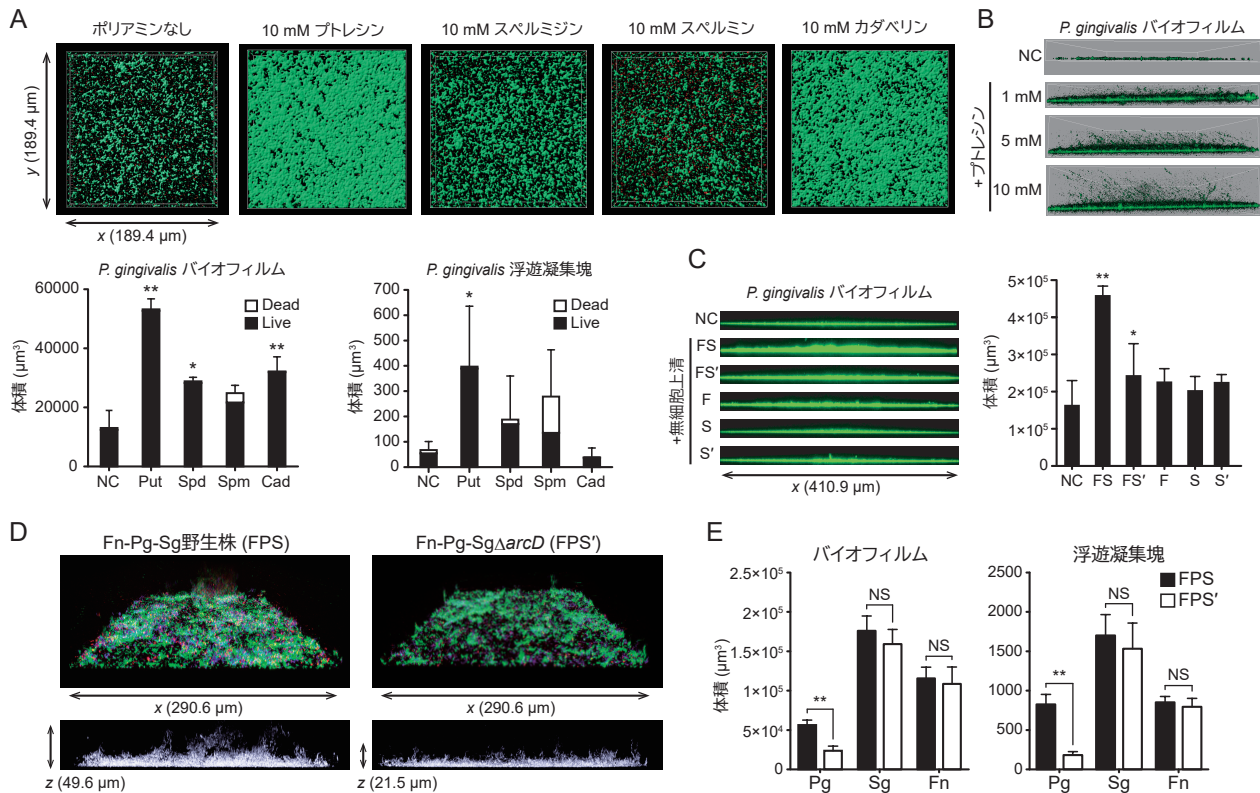 A
ポリアミンなし
10 mM プトレシン
10 mM スペルミジン
10 mM スペルミン
10 mM カダベリン
y (189.4 µm)
x (189.4 µm)
P. gingivalis バイオフィルム
体積 (µm³)
60000
40000
20000
0
**
*
**
Dead
Live
NC
Put
Spd
Spm
Cad
P. gingivalis 浮遊凝集塊
体積 (µm³)
700
600
500
400
300
200
100
0
*
Dead
Live
NC
Put
Spd
Spm
Cad
B
P. gingivalis バイオフィルム
NC
+プトレシン
1 mM
5 mM
10 mM
C
P. gingivalis バイオフィルム
NC
+無細胞上清
FS
FS′
F
S
S′
x (410.9 µm)
体積 (µm³)
5×10⁵
4×10⁵
3×10⁵
2×10⁵
1×10⁵
0
**
*
NC
FS
FS′
F
S
S′
D
Fn-Pg-Sg野生株 (FPS)
Fn-Pg-Sg∆arcD (FPS′)
x (290.6 µm)
x (290.6 µm)
z (49.6 µm)
z (21.5 µm)
E
バイオフィルム
体積 (µm³)
2.5×10⁵
2×10⁵
1.5×10⁵
1×10⁵
5×10⁴
0
**
NS
NS
Pg
Sg
Fn
浮遊凝集塊
2500
2000
1500
1000
500
0
**
NS
NS
FPS
FPS′
Pg
Sg
Fn